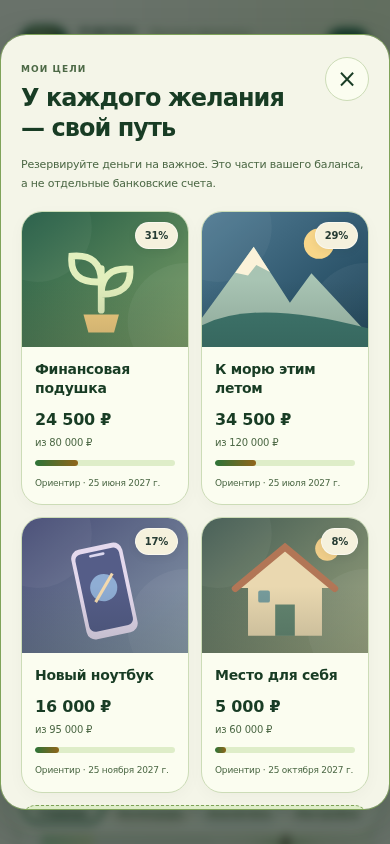 МОИ ЦЕЛИ
У каждого желания
— свой путь
Резервируйте деньги на важное. Это части вашего баланса,
а не отдельные банковские счета.
31%
Финансовая
подушка
24 500 ₽
из 80 000 ₽
Ориентир · 25 июня 2027 г.
29%
К морю этим
летом
34 500 ₽
из 120 000 ₽
Ориентир · 25 июля 2027 г.
17%
Новый ноутбук
16 000 ₽
из 95 000 ₽
Ориентир · 25 ноября 2027 г.
8%
Место для себя
5 000 ₽
из 60 000 ₽
Ориентир · 25 октября 2027 г.